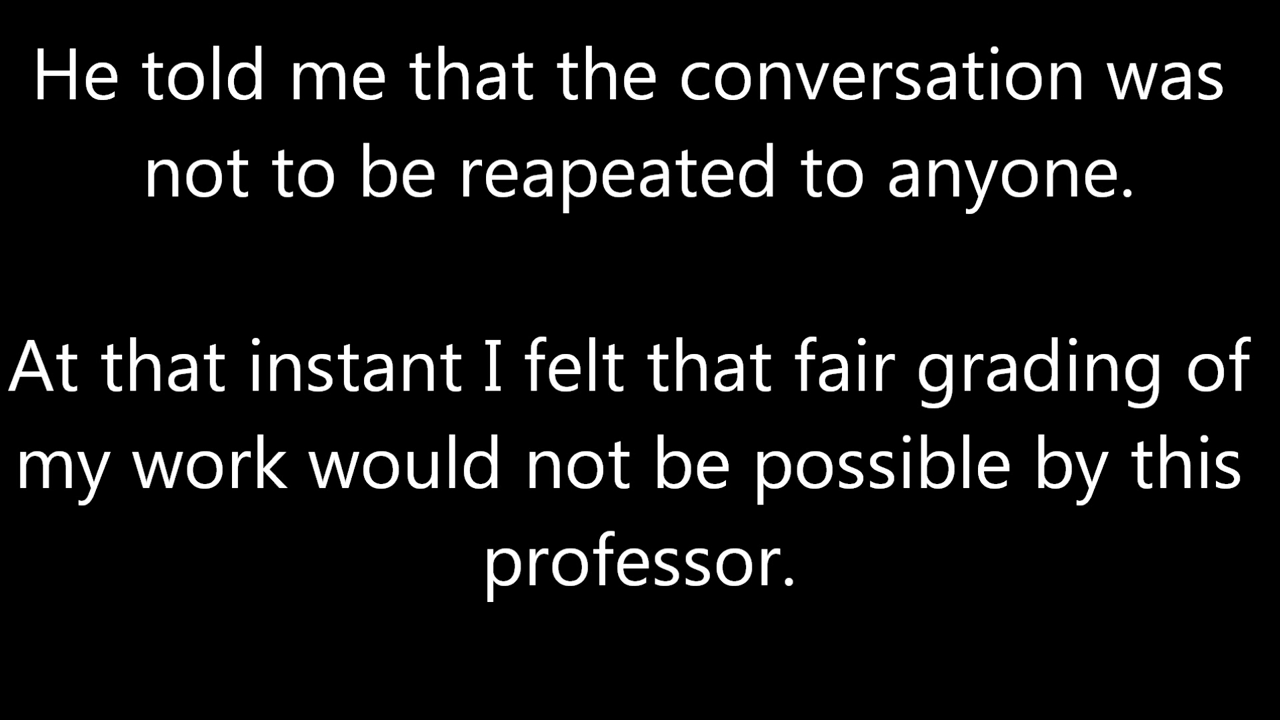 He told me that the conversation was
not to be reapeated to anyone.
At that instant I felt that fair grading of
my work would not be possible by this
professor.